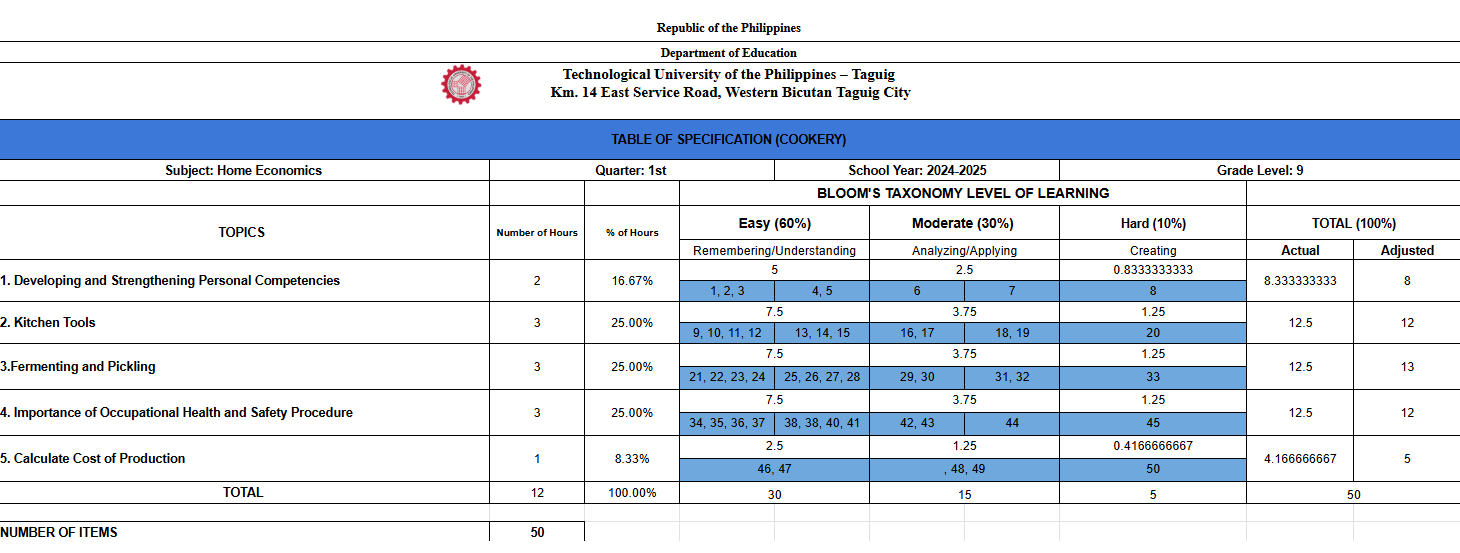 Republic of the Philippines
Department of Education
Technological University of the Philippines – Taguig
Km. 14 East Service Road, Western Bicutan Taguig City
TABLE OF SPECIFICATION (COOKERY)
Subject: Home Economics Quarter: 1st School Year: 2024-2025 Grade Level: 9
BLOOM'S TAXONOMY LEVEL OF LEARNING
TOPICS Number of Hours % of Hours Easy (60%) Moderate (30%) Hard (10%) TOTAL (100%)
Remembering/Understanding Analyzing/Applying Creating Actual Adjusted
1. Developing and Strengthening Personal Competencies 2 16.67% 5 2.5 0.8333333333 8.333333333 8
1, 2, 3 4, 5 6 7 8
2. Kitchen Tools 3 25.00% 7.5 3.75 1.25 12.5 12
9, 10, 11, 12 13, 14, 15 16, 17 18, 19 20
3.Fermenting and Pickling 3 25.00% 7.5 3.75 1.25 12.5 13
21, 22, 23, 24 25, 26, 27, 28 29, 30 31, 32 33
4. Importance of Occupational Health and Safety Procedure 3 25.00% 7.5 3.75 1.25 12.5 12
34, 35, 36, 37 38, 38, 40, 41 42, 43 44 45
5. Calculate Cost of Production 1 8.33% 2.5 1.25 0.4166666667 4.166666667 5
46, 47 , 48, 49 50
TOTAL 12 100.00% 30 15 5 50
NUMBER OF ITEMS 50